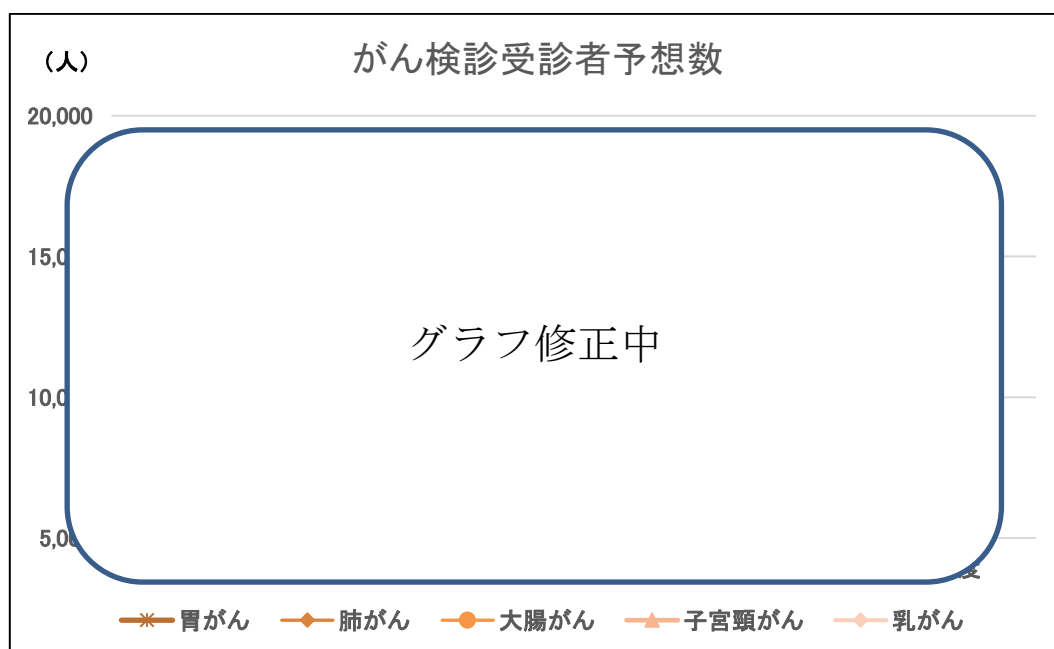 がん検診受診者予想数
（人）
20,000
グラフ修正中
胃がん 肺がん 大腸がん 子宮頸がん 乳がん